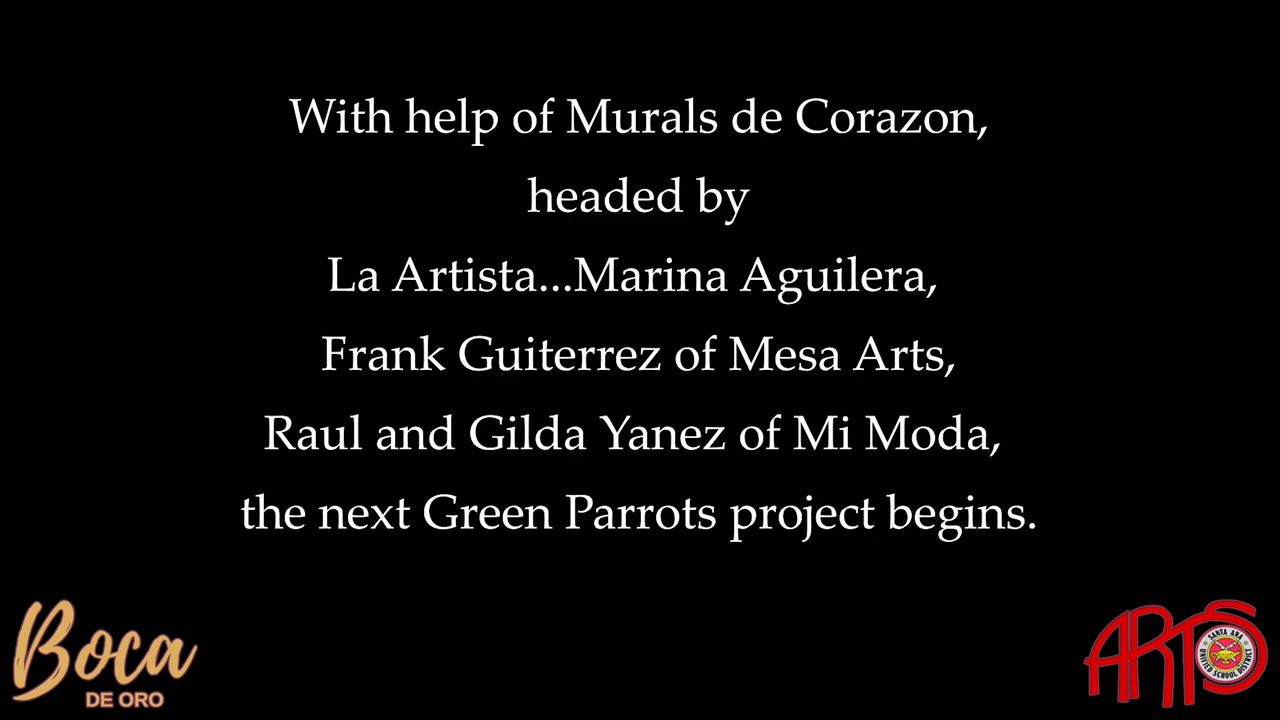 With help of Murals de Corazon,
headed by
La Artista...Marina Aguilera,
Frank Guiterrez of Mesa Arts,
Raul and Gilda Yanez of Mi Moda,
the next Green Parrots project begins.
Boca
DE ORO
ARTS
SANTA ANA
UNIFIED SCHOOL DISTRICT